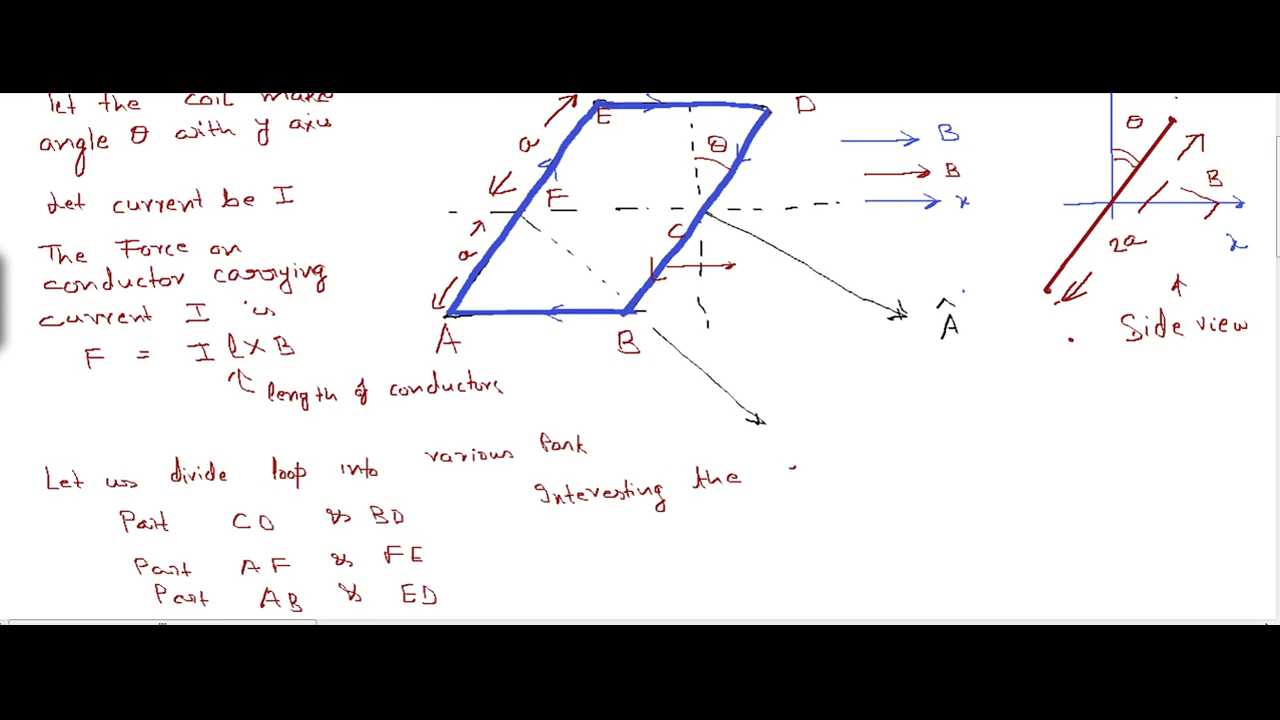 let the coil make
angle θ with y axis
Let current be I
The Force on
conductor carrying
current I is
F = I l X B
length of conductors
Let us divide loop into various Park
Part CD & BD
Part AF & FE
Part AB & ED
Interesting the
E
D
a
θ
F
a
C
A
B
Â
B
B
x
θ
B
2a
x
Side view